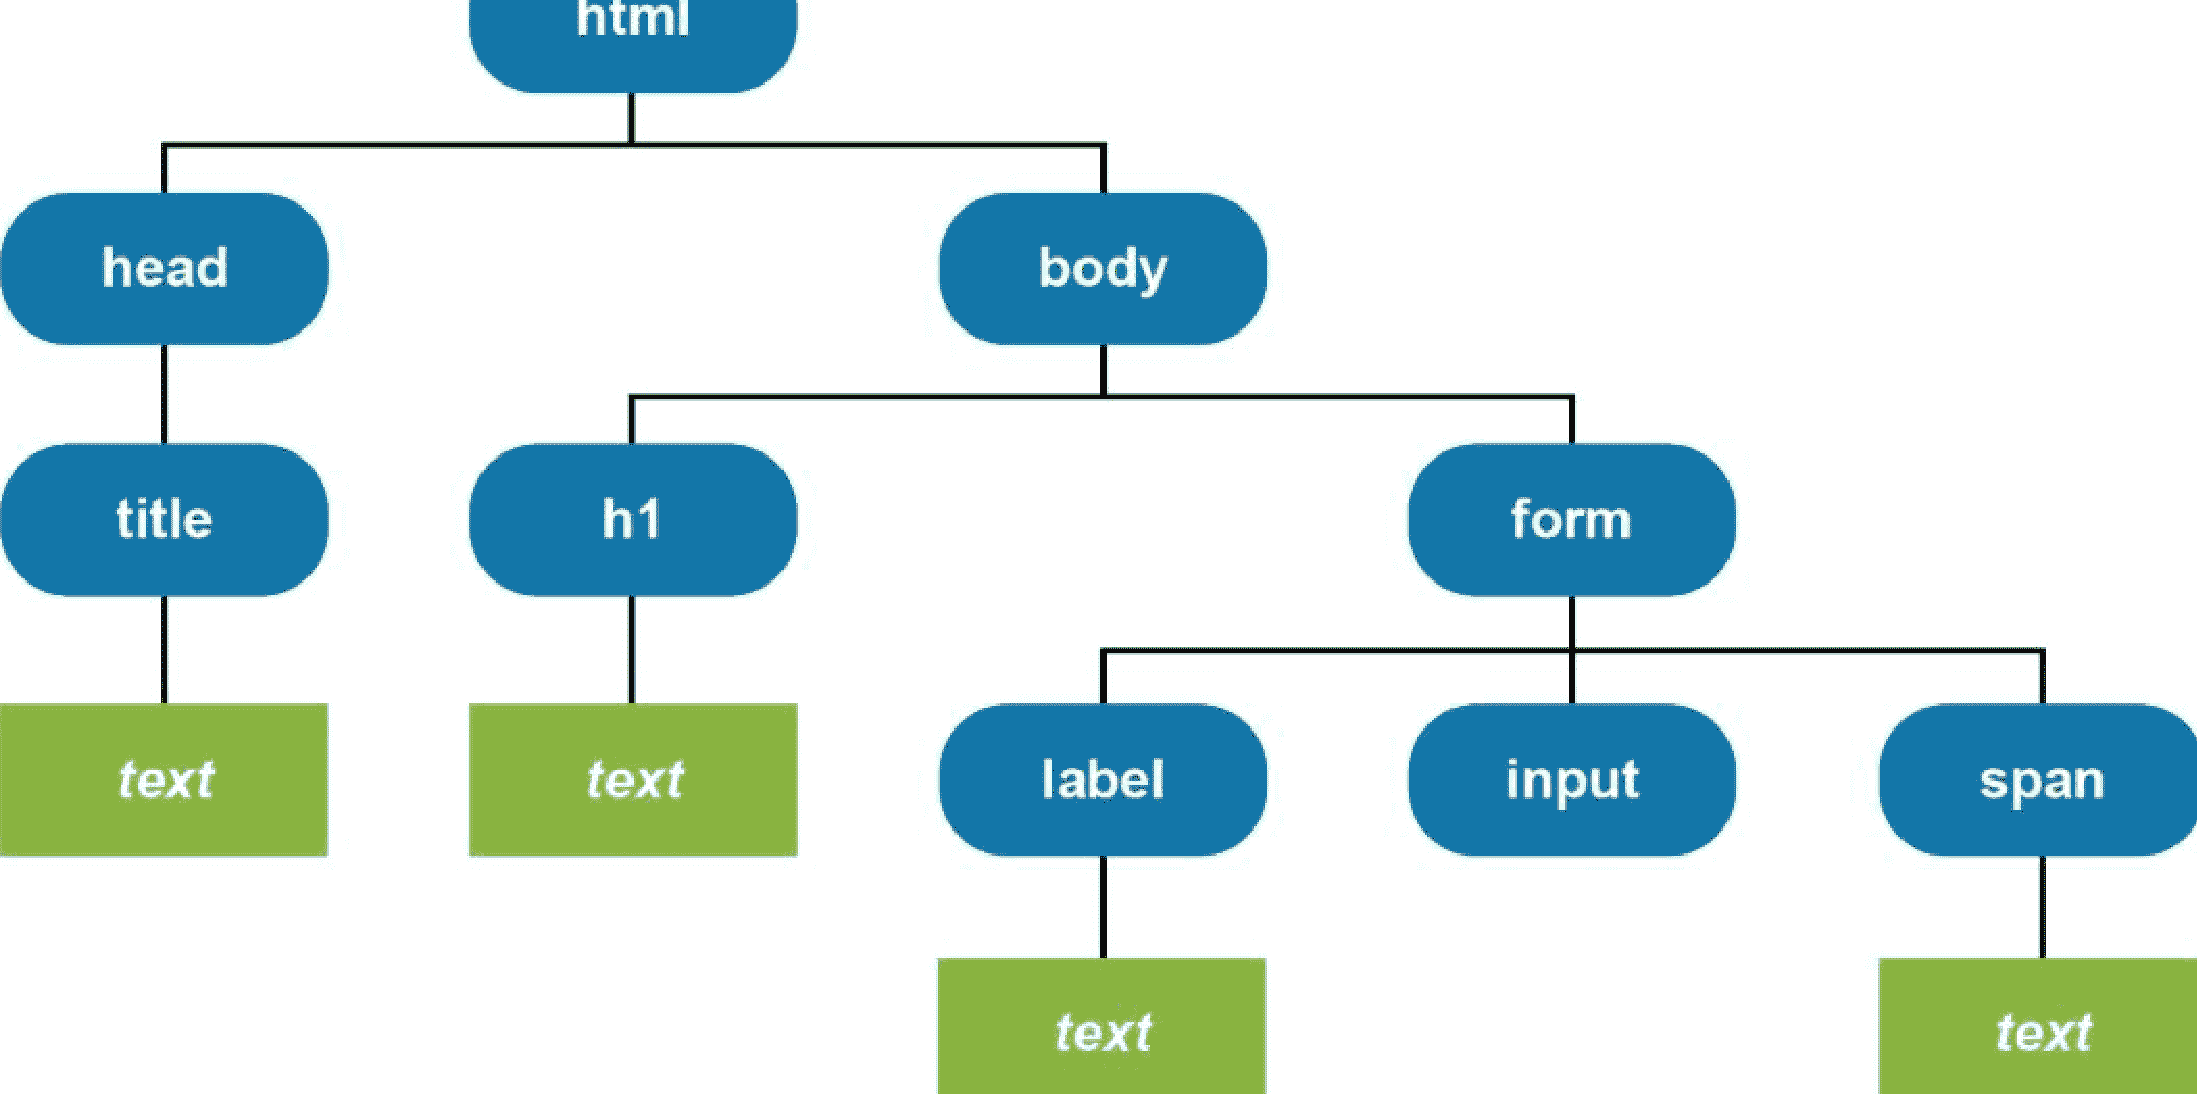 html
head
body
title
h1
form
text
text
label
input
span
text
text